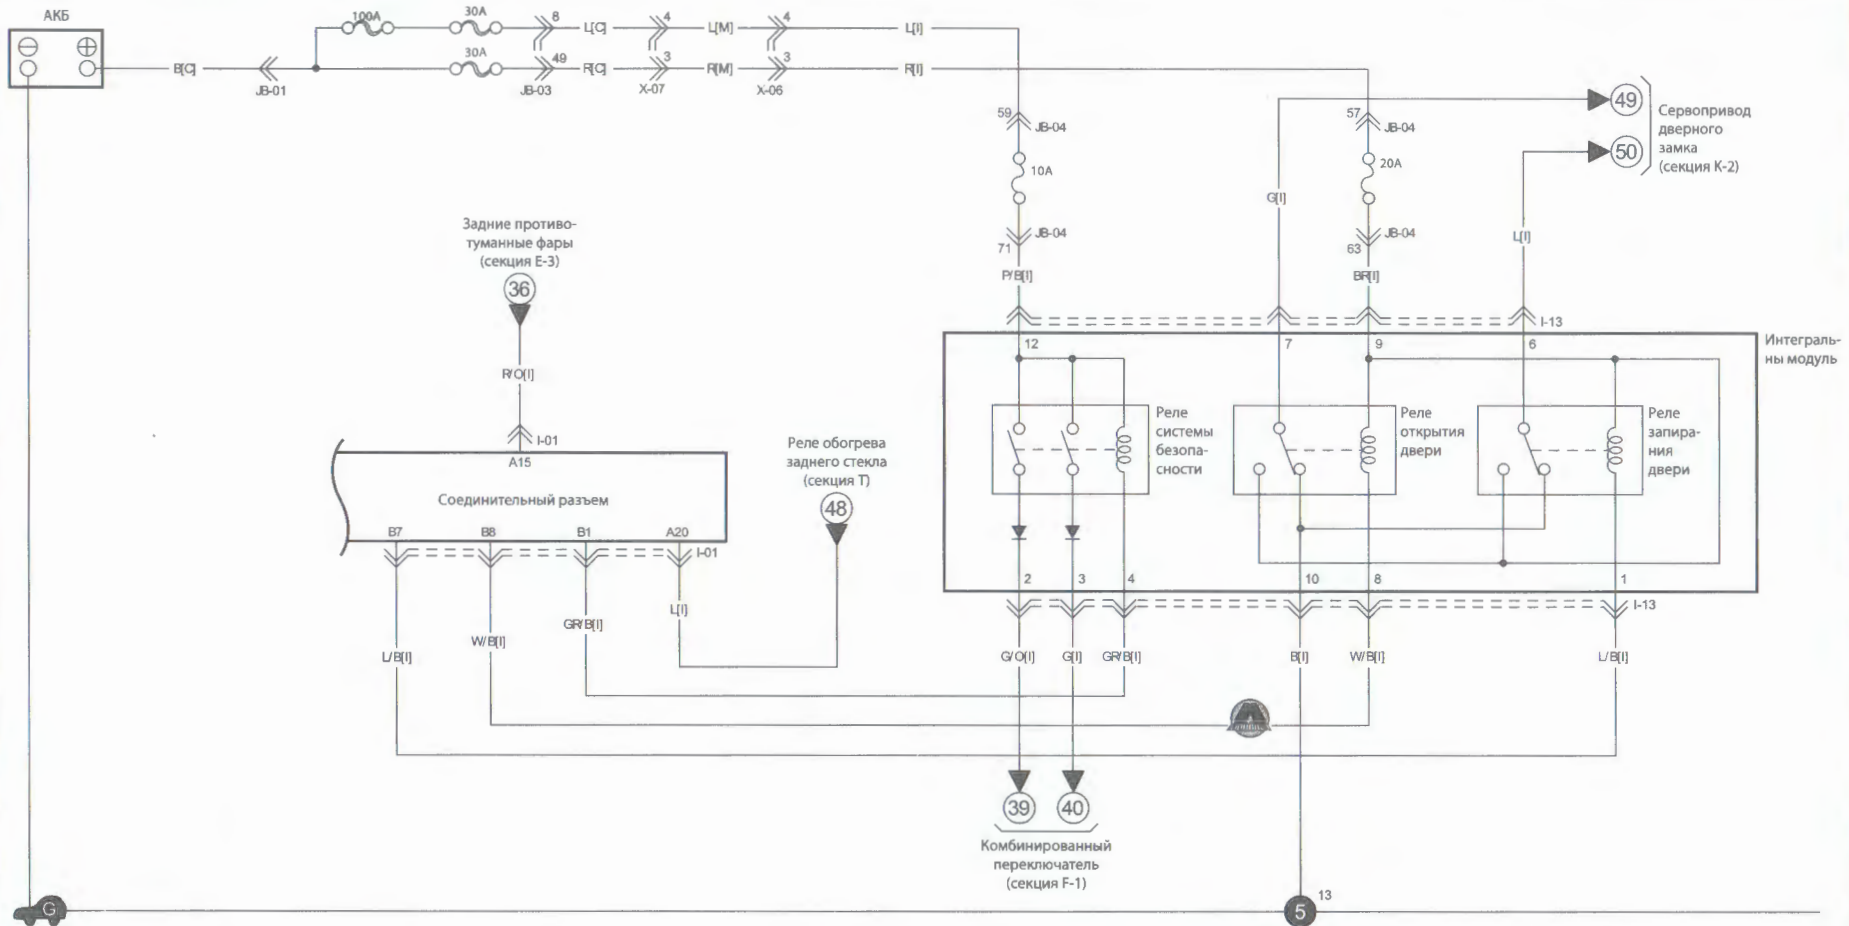 АКБ
100A
30A
8
L[C]
4
L[M]
4
L[I]
B[C]
JB-01
30A
49
JB-03
R[C]
3
X-07
R[M]
3
X-06
R[I]
59
JB-04
10A
JB-04
71
P/B[I]
G[I]
57
JB-04
20A
JB-04
63
BR[I]
L[I]
49
50
Сервопривод
дверного
замка
(секция K-2)
Задние противо-
туманные фары
(секция E-3)
36
R/O[I]
I-01
A15
Соединительный разъем
B7
B8
B1
A20
I-01
Реле обогрева
заднего стекла
(секция T)
48
L/B[I]
W/B[I]
GR/B[I]
L[I]
I-13
12
7
9
6
Интеграль-
ны модуль
Реле
системы
безопа-
сности
Реле
открытия
двери
Реле
запира-
ния
двери
2
3
4
10
8
1
I-13
G/O[I]
G[I]
GR/B[I]
B[I]
W/B[I]
L/B[I]
39
40
Комбинированный
переключатель
(секция F-1)
G
5
13